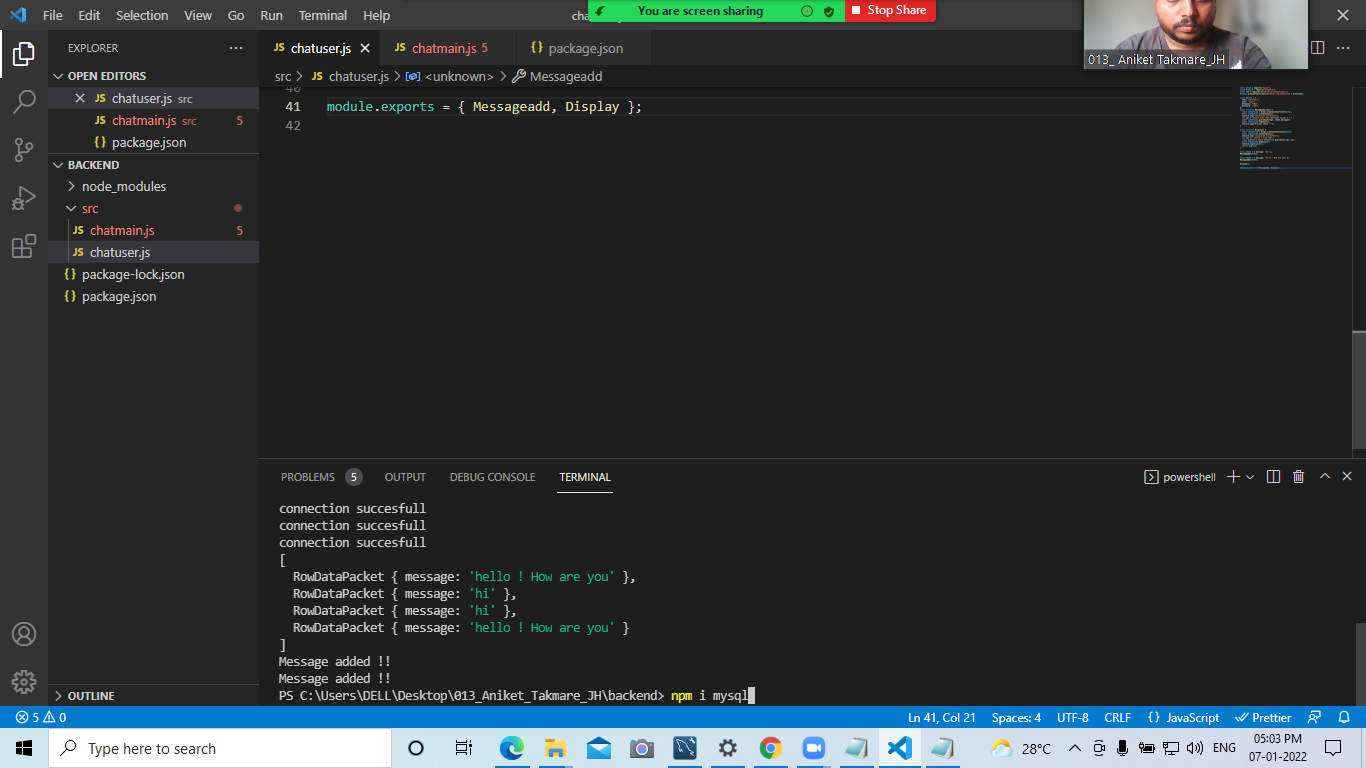 File Edit Selection View Go Run Terminal Help
You are screen sharing
Stop Share
013_ Aniket Takmare_JH
EXPLORER
OPEN EDITORS
JS chatuser.js src
JS chatmain.js src 5
{} package.json
BACKEND
node_modules
src
JS chatmain.js 5
JS chatuser.js
{} package-lock.json
{} package.json
OUTLINE
JS chatuser.js
JS chatmain.js 5
{} package.json
src > JS chatuser.js > <unknown> > Messageadd
40
41 module.exports = { Messageadd, Display };
42
PROBLEMS 5 OUTPUT DEBUG CONSOLE TERMINAL
powershell
connection succesfull
connection succesfull
connection succesfull
[
RowDataPacket { message: 'hello ! How are you' },
RowDataPacket { message: 'hi' },
RowDataPacket { message: 'hi' },
RowDataPacket { message: 'hello ! How are you' }
]
Message added !!
Message added !!
PS C:\Users\DELL\Desktop\013_Aniket_Takmare_JH\backend> npm i mysql
5 0
Ln 41, Col 21 Spaces: 4 UTF-8 CRLF {} JavaScript Prettier
Type here to search
28°C
ENG
05:03 PM
07-01-2022